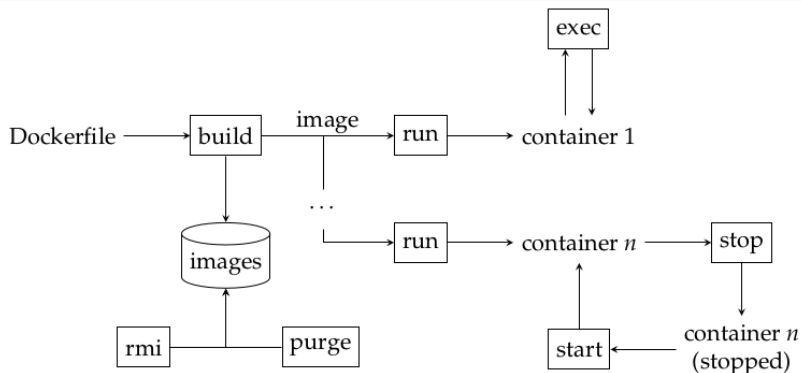 exec
image
Dockerfile
build
run
container 1
...
run
container n
stop
images
rmi
purge
start
container n
(stopped)